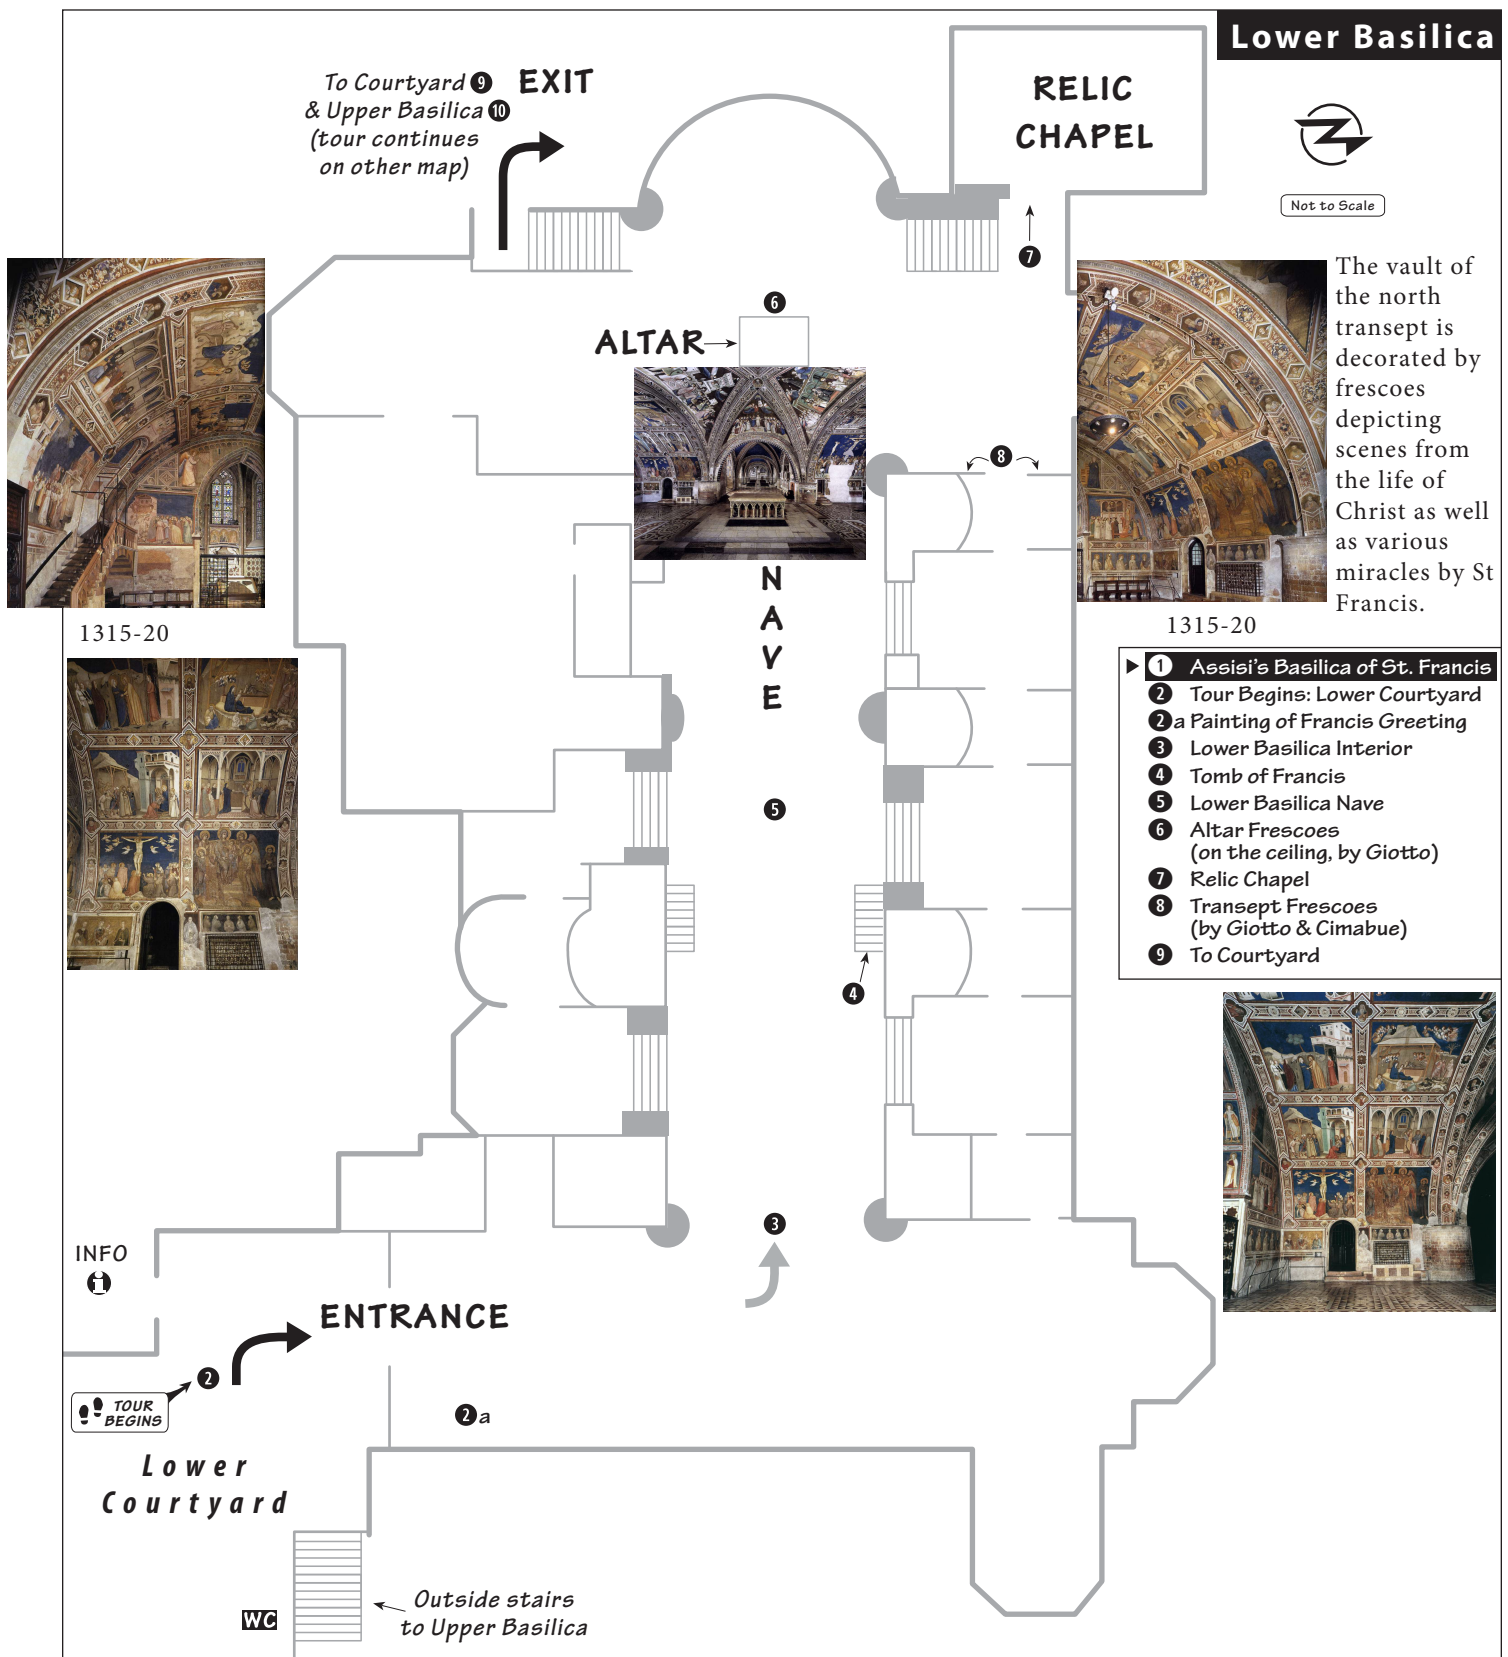 Lower Basilica
To Courtyard 9
& Upper Basilica 10
(tour continues
on other map)
EXIT
RELIC
CHAPEL
Not to Scale
7
6
ALTAR
The vault of
the north
transept is
decorated by
frescoes
depicting
scenes from
the life of
Christ as well
as various
miracles by St
Francis.
8
N
A
V
E
1315-20
1315-20
1 Assisi's Basilica of St. Francis
2 Tour Begins: Lower Courtyard
2a Painting of Francis Greeting
3 Lower Basilica Interior
4 Tomb of Francis
5 Lower Basilica Nave
6 Altar Frescoes
(on the ceiling, by Giotto)
7 Relic Chapel
8 Transept Frescoes
(by Giotto & Cimabue)
9 To Courtyard
5
4
3
INFO
i
ENTRANCE
2
TOUR
BEGINS
2a
Lower
Courtyard
Outside stairs
to Upper Basilica
WC